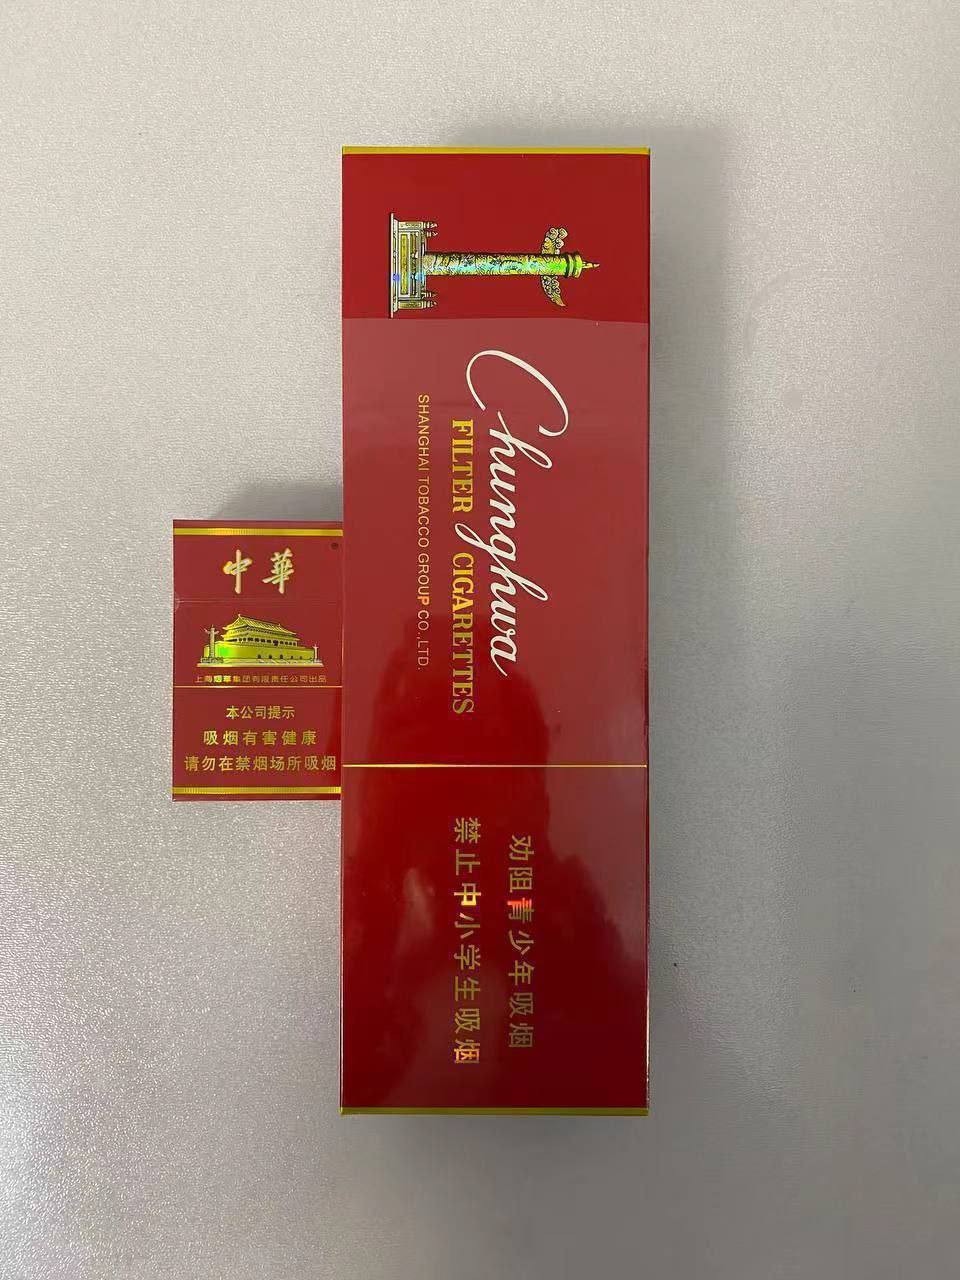 中華
®
上海烟草集团有限责任公司出品
本公司提示
吸烟有害健康
请勿在禁烟场所吸烟
Chunghwa
FILTER CIGARETTES
SHANGHAI TOBACCO GROUP CO.,LTD.
劝阻青少年吸烟
禁止中小学生吸烟